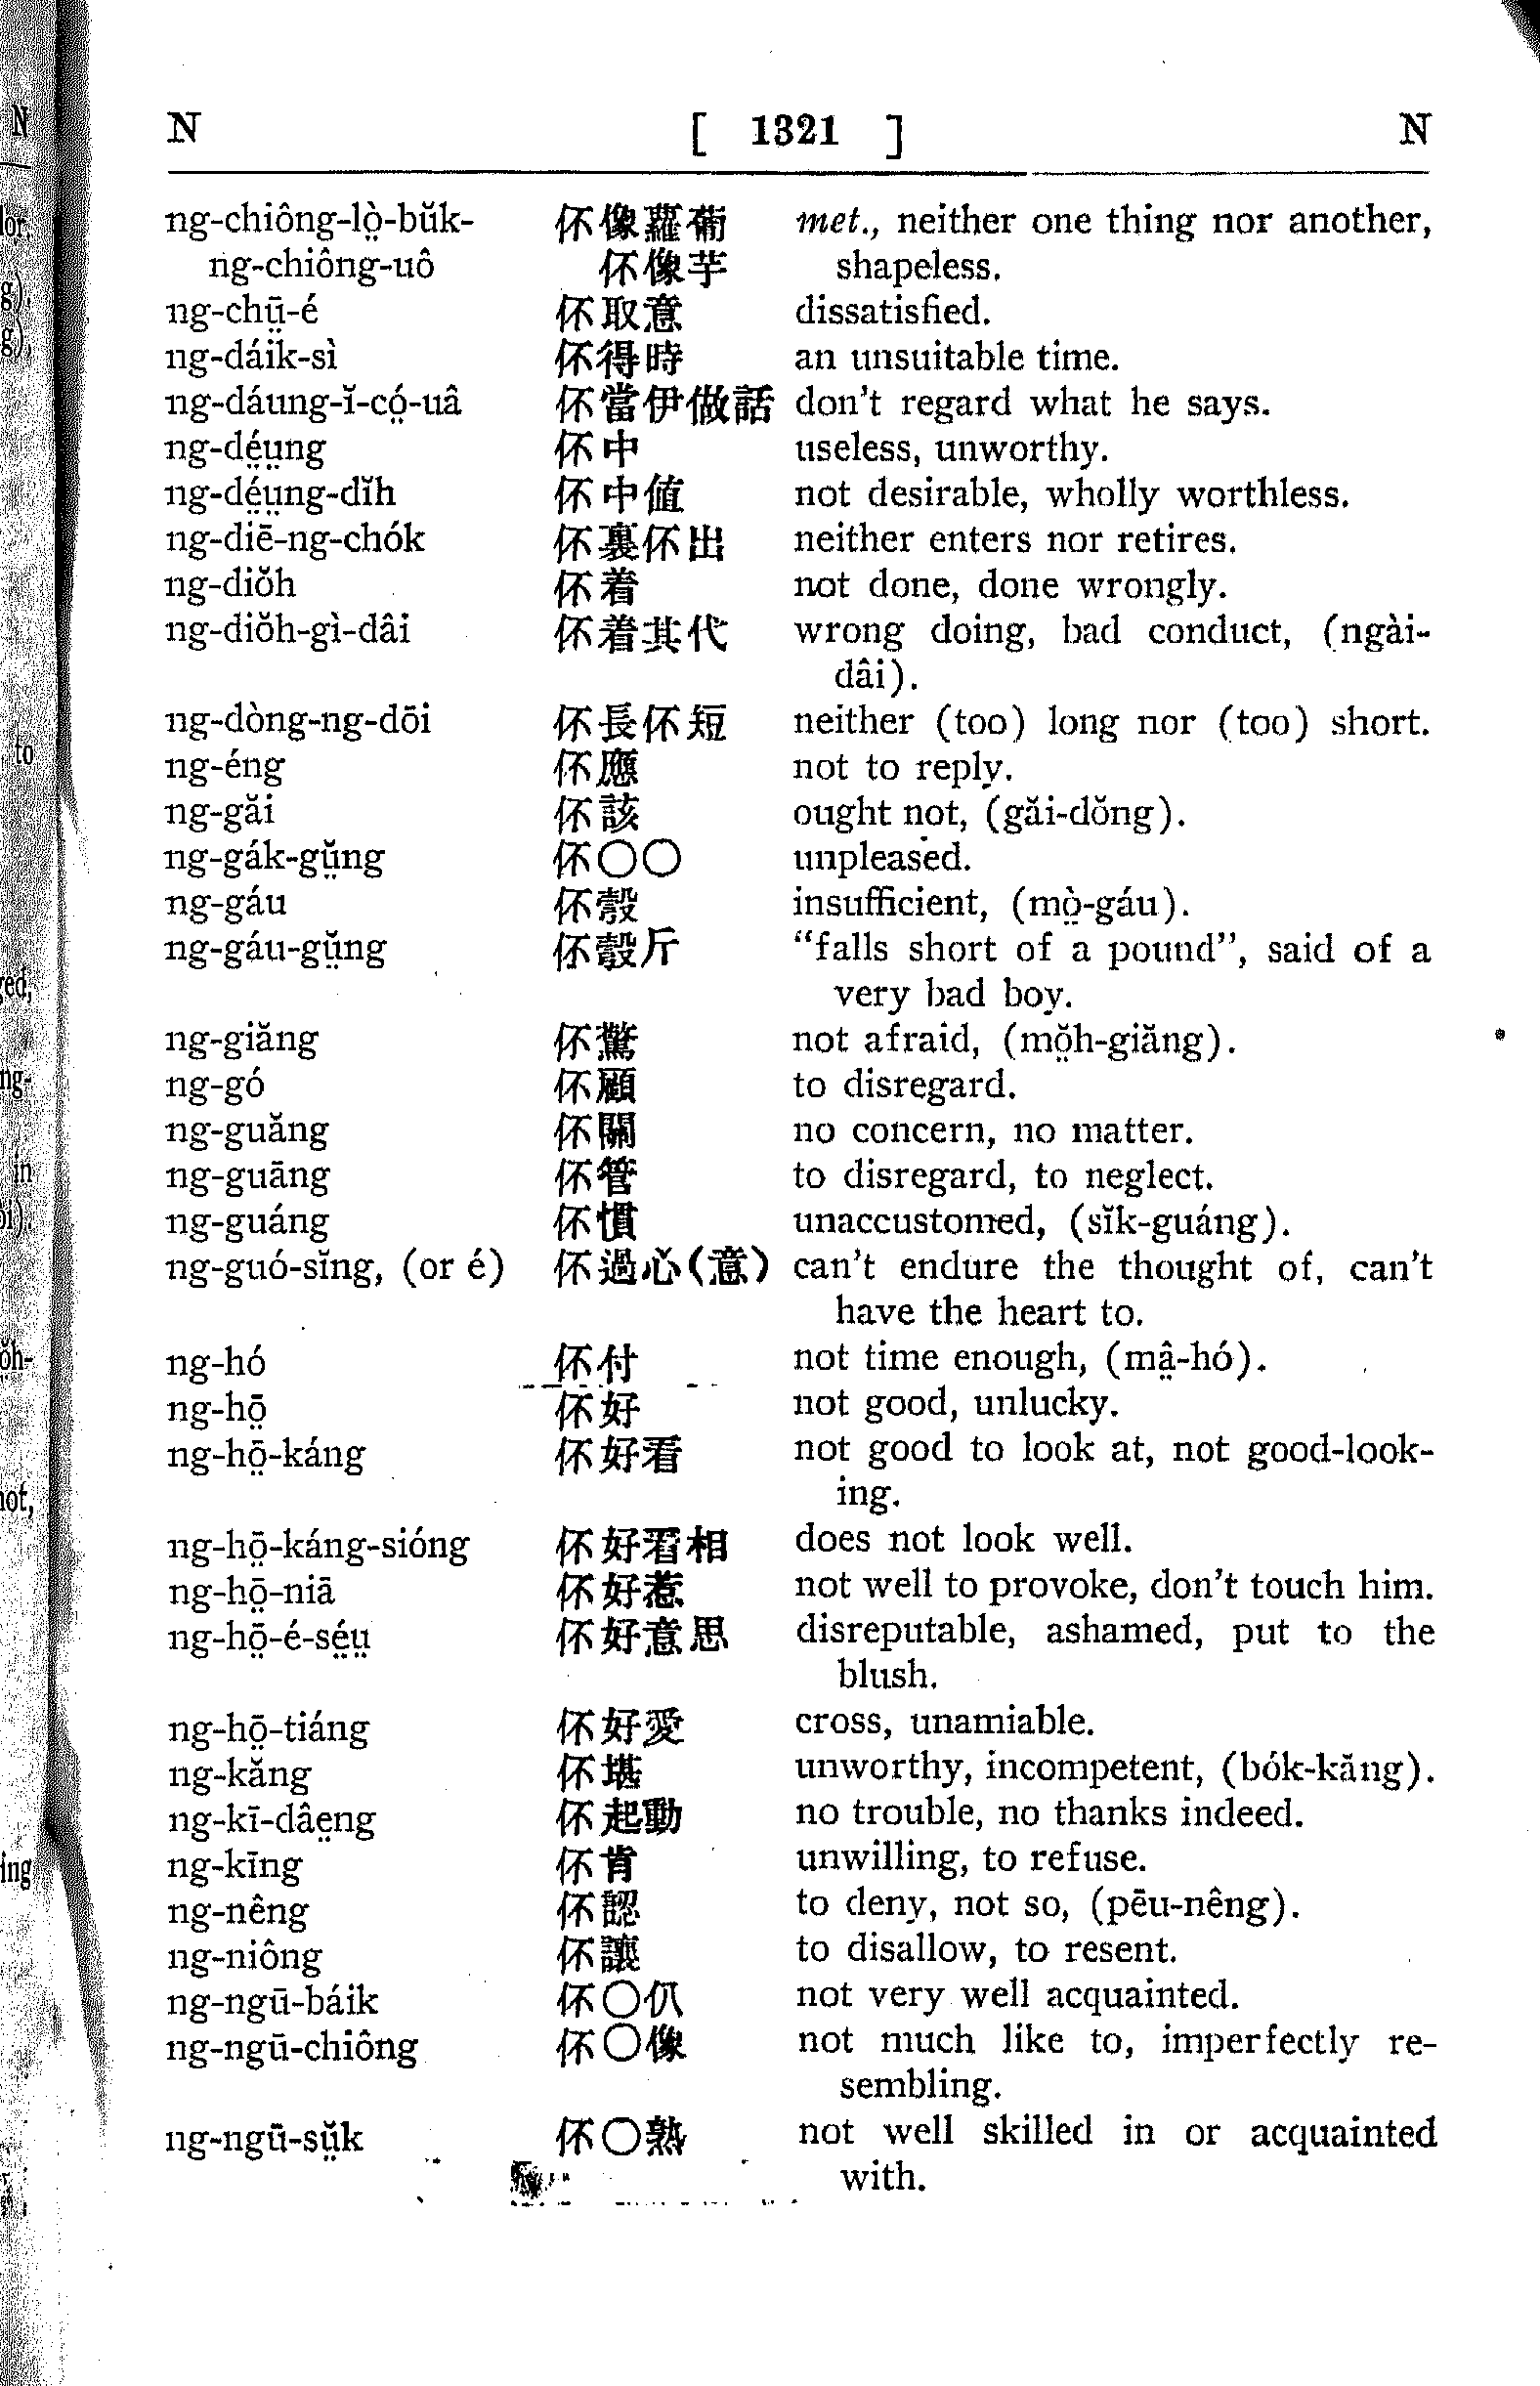 N [ 1321 ] N
ng-chiông-lò̤-bŭk- 伓像蘿蔔 met., neither one thing nor another,
ng-chiông-uô 伓像芋 shapeless.
ng-chṳ̄-é 伓取意 dissatisfied.
ng-dáik-sì 伓得時 an unsuitable time.
ng-dáung-ĭ-có̤-uâ 伓當伊做話 don't regard what he says.
ng-dé̤ṳng 伓中 useless, unworthy.
ng-dé̤ṳng-dĭh 伓中值 not desirable, wholly worthless.
ng-diē-ng-chók 伓裏伓出 neither enters nor retires.
ng-diŏh 伓着 not done, done wrongly.
ng-diŏh-gì-dâi 伓着其代 wrong doing, bad conduct, (ngài-
dâi).
ng-dòng-ng-dōi 伓長伓短 neither (too) long nor (too) short.
ng-éng 伓應 not to reply.
ng-găi 伓該 ought not, (găi-dŏng).
ng-gák-gṳ̆ng 伓〇〇 unpleased.
ng-gáu 伓彀 insufficient, (mò̤-gáu).
ng-gáu-gṳ̆ng 伓彀斤 “falls short of a pound”, said of a
very bad boy.
ng-giăng 伓驚 not afraid, (mŏ̤h-giăng).
ng-gó 伓顧 to disregard.
ng-guăng 伓關 no concern, no matter.
ng-guāng 伓管 to disregard, to neglect.
ng-guáng 伓慣 unaccustomed, (sĭk-guáng).
ng-guó-sĭng, (or é) 伓過心(意) can't endure the thought of, can't
have the heart to.
ng-hó 伓付 not time enough, (mâ̤-hó).
ng-hō̤ 伓好 not good, unlucky.
ng-hō̤-káng 伓好看 not good to look at, not good-look-
ing.
ng-hō̤-káng-sióng 伓好看相 does not look well.
ng-hō̤-niā 伓好惹 not well to provoke, don't touch him.
ng-hō̤-é-sé̤ṳ 伓好意思 disreputable, ashamed, put to the
blush.
ng-hō̤-tiáng 伓好愛 cross, unamiable.
ng-kăng 伓堪 unworthy, incompetent, (bók-kăng).
ng-kī-dâe̤ng 伓起動 no trouble, no thanks indeed.
ng-kīng 伓肯 unwilling, to refuse.
ng-nêng 伓認 to deny, not so, (pēu-nêng).
ng-niông 伓讓 to disallow, to resent.
ng-ngū-báik 伓〇仈 not very well acquainted.
ng-ngū-chiông 伓〇像 not much like to, imperfectly re-
sembling.
ng-ngū-sṳ̆k 伓〇熟 not well skilled in or acquainted
with.